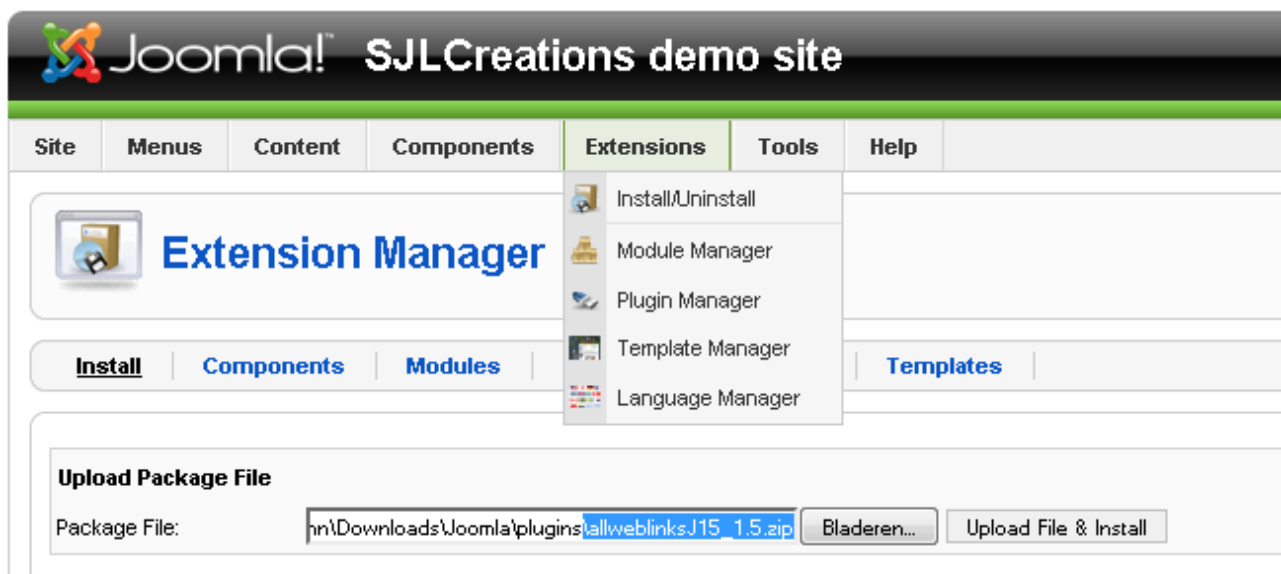 Joomla!™ SJLCreations demo site
Site Menus Content Components Extensions Tools Help
Install/Uninstall
Extension Manager
Module Manager
Plugin Manager
Template Manager
Language Manager
Install Components Modules Templates
Upload Package File
Package File: nn\Downloads\Joomla\plugins\allweblinksJ15_1.5.zip Bladeren... Upload File & Install